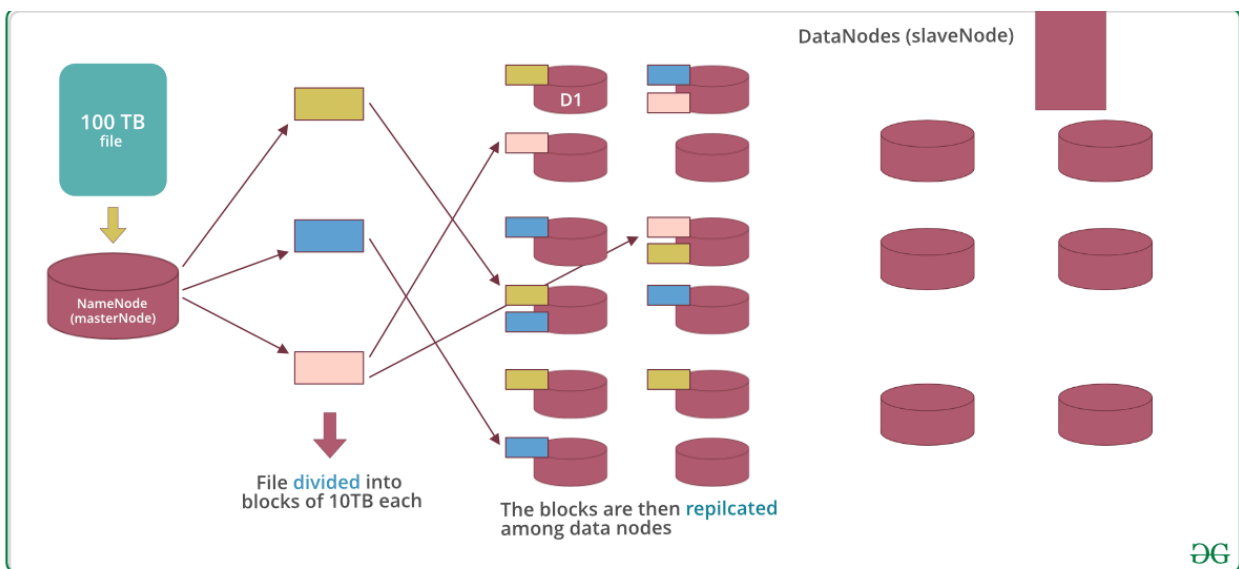 DataNodes (slaveNode)
100 TB
file
D1
NameNode
(masterNode)
File divided into
blocks of 10TB each
The blocks are then repilcated
among data nodes